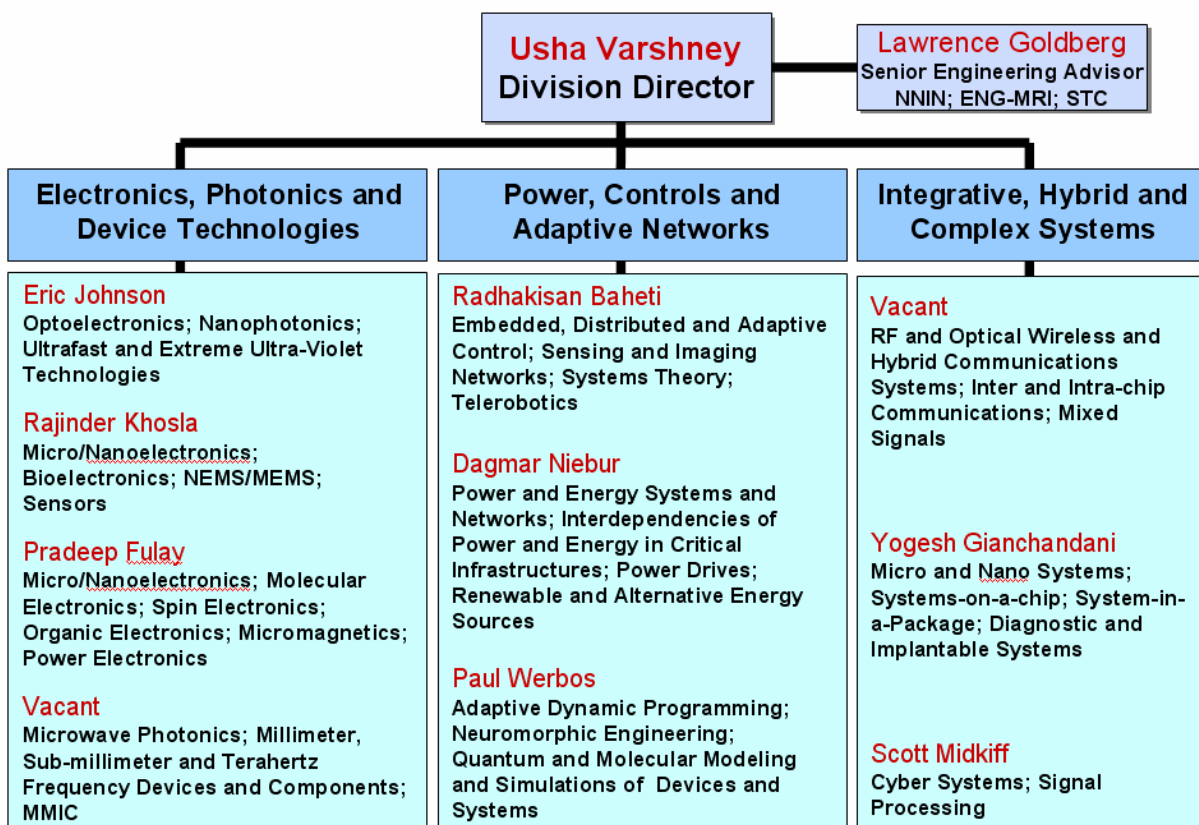 Usha Varshney
Division Director
Lawrence Goldberg
Senior Engineering Advisor
NNIN; ENG-MRI; STC
Electronics, Photonics and
Device Technologies
Eric Johnson
Optoelectronics; Nanophotonics;
Ultrafast and Extreme Ultra-Violet
Technologies
Rajinder Khosla
Micro/Nanoelectronics;
Bioelectronics; NEMS/MEMS;
Sensors
Pradeep Fulay
Micro/Nanoelectronics; Molecular
Electronics; Spin Electronics;
Organic Electronics; Micromagnetics;
Power Electronics
Vacant
Microwave Photonics; Millimeter,
Sub-millimeter and Terahertz
Frequency Devices and Components;
MMIC
Power, Controls and
Adaptive Networks
Radhakisan Baheti
Embedded, Distributed and Adaptive
Control; Sensing and Imaging
Networks; Systems Theory;
Telerobotics
Dagmar Niebur
Power and Energy Systems and
Networks; Interdependencies of
Power and Energy in Critical
Infrastructures; Power Drives;
Renewable and Alternative Energy
Sources
Paul Werbos
Adaptive Dynamic Programming;
Neuromorphic Engineering;
Quantum and Molecular Modeling
and Simulations of Devices and
Systems
Integrative, Hybrid and
Complex Systems
Vacant
RF and Optical Wireless and
Hybrid Communications
Systems; Inter and Intra-chip
Communications; Mixed
Signals
Yogesh Gianchandani
Micro and Nano Systems;
Systems-on-a-chip; System-in-
a-Package; Diagnostic and
Implantable Systems
Scott Midkiff
Cyber Systems; Signal
Processing